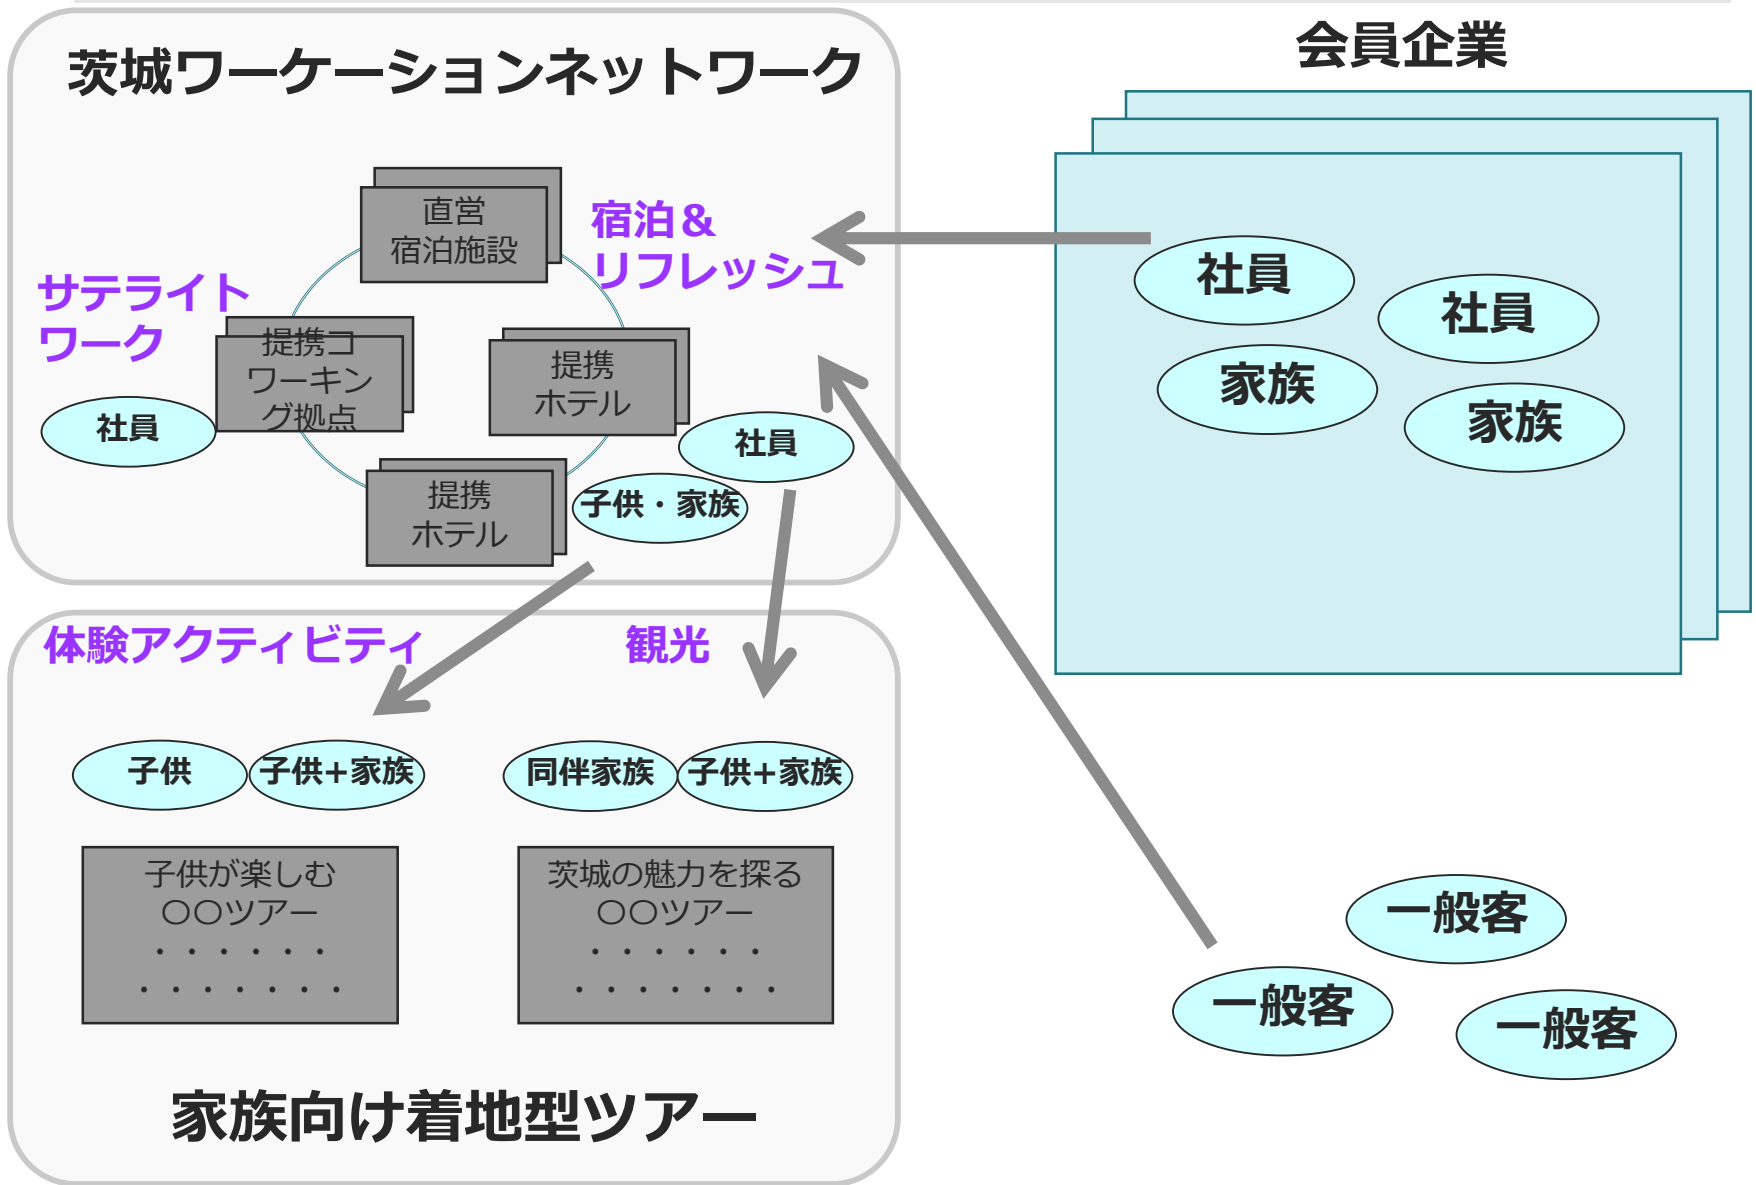 茨城ワーケーションネットワーク
直営
宿泊施設
宿泊＆
リフレッシュ
サテライト
ワーク
提携コ
ワーキン
グ拠点
提携
ホテル
社員
社員
提携
ホテル
子供・家族
会員企業
社員
社員
家族
家族
体験アクティビティ
観光
子供
子供+家族
同伴家族
子供+家族
子供が楽しむ
〇〇ツアー
・・・・・・
・・・・・・・
茨城の魅力を探る
〇〇ツアー
・・・・・・
・・・・・・・
家族向け着地型ツアー
一般客
一般客
一般客